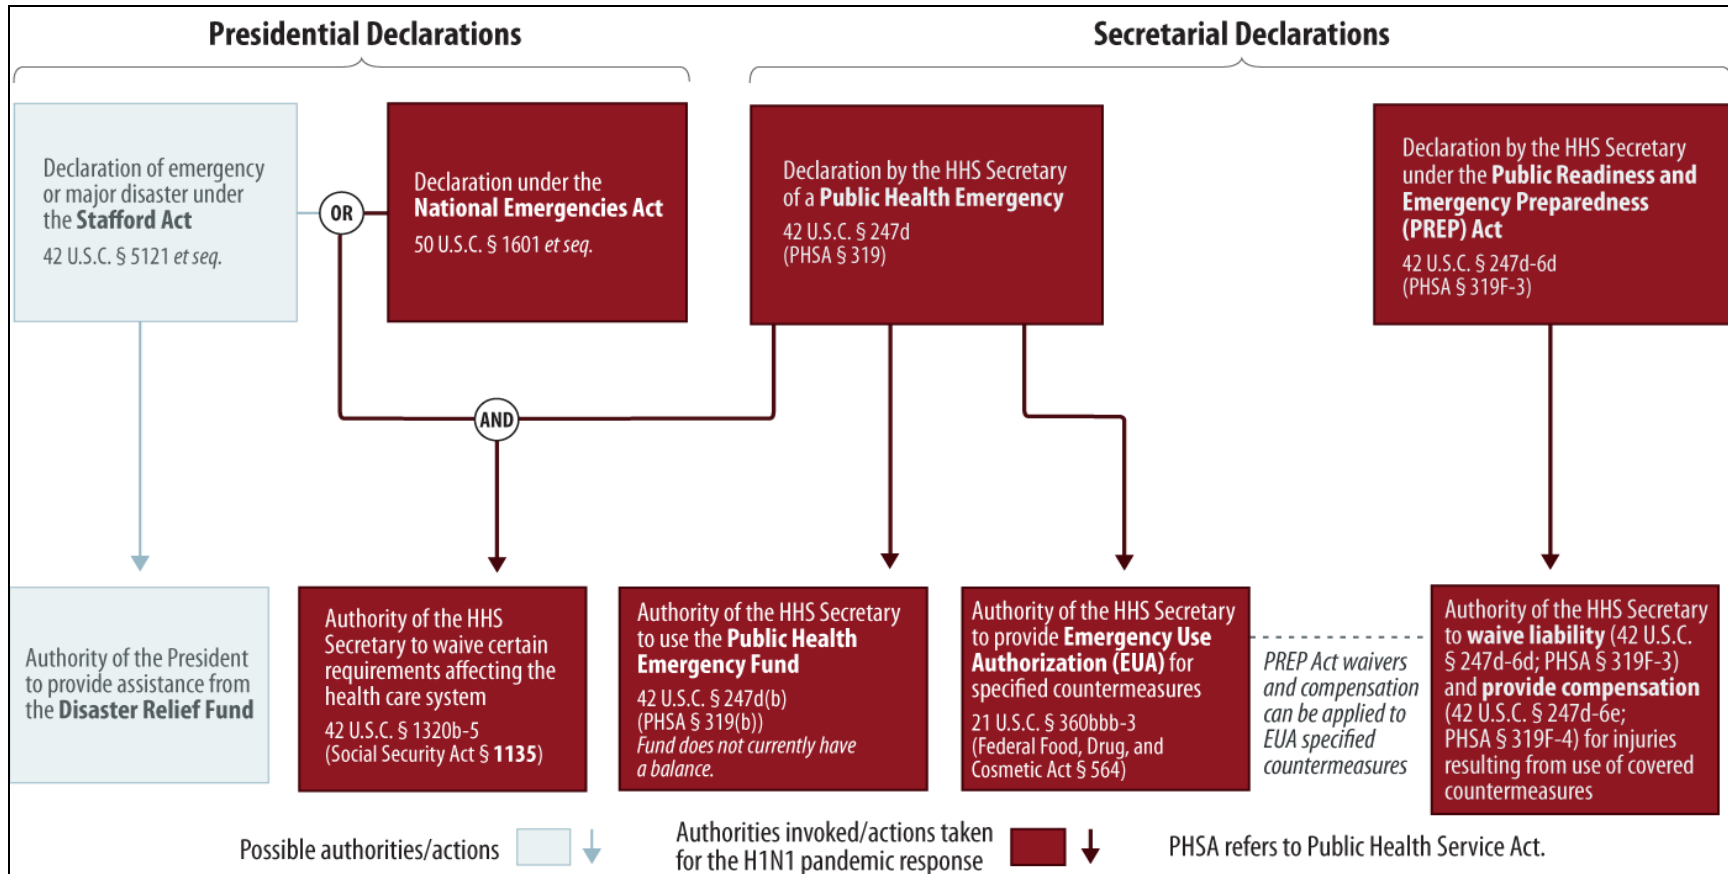 Presidential Declarations
Secretarial Declarations
Declaration of emergency
or major disaster under
the Stafford Act
42 U.S.C. § 5121 et seq.
OR
Declaration under the
National Emergencies Act
50 U.S.C. § 1601 et seq.
Declaration by the HHS Secretary
of a Public Health Emergency
42 U.S.C. § 247d
(PHSA § 319)
Declaration by the HHS Secretary
under the Public Readiness and
Emergency Preparedness
(PREP) Act
42 U.S.C. § 247d-6d
(PHSA § 319F-3)
AND
Authority of the President
to provide assistance from
the Disaster Relief Fund
Authority of the HHS
Secretary to waive certain
requirements affecting the
health care system
42 U.S.C. § 1320b-5
(Social Security Act § 1135)
Authority of the HHS Secretary
to use the Public Health
Emergency Fund
42 U.S.C. § 247d(b)
(PHSA § 319(b))
Fund does not currently have
a balance.
Authority of the HHS Secretary
to provide Emergency Use
Authorization (EUA) for
specified countermeasures
21 U.S.C. § 360bbb-3
(Federal Food, Drug, and
Cosmetic Act § 564)
PREP Act waivers
and compensation
can be applied to
EUA specified
countermeasures
Authority of the HHS Secretary
to waive liability (42 U.S.C.
§ 247d-6d; PHSA § 319F-3)
and provide compensation
(42 U.S.C. § 247d-6e;
PHSA § 319F-4) for injuries
resulting from use of covered
countermeasures
Possible authorities/actions
Authorities invoked/actions taken
for the H1N1 pandemic response
PHSA refers to Public Health Service Act.